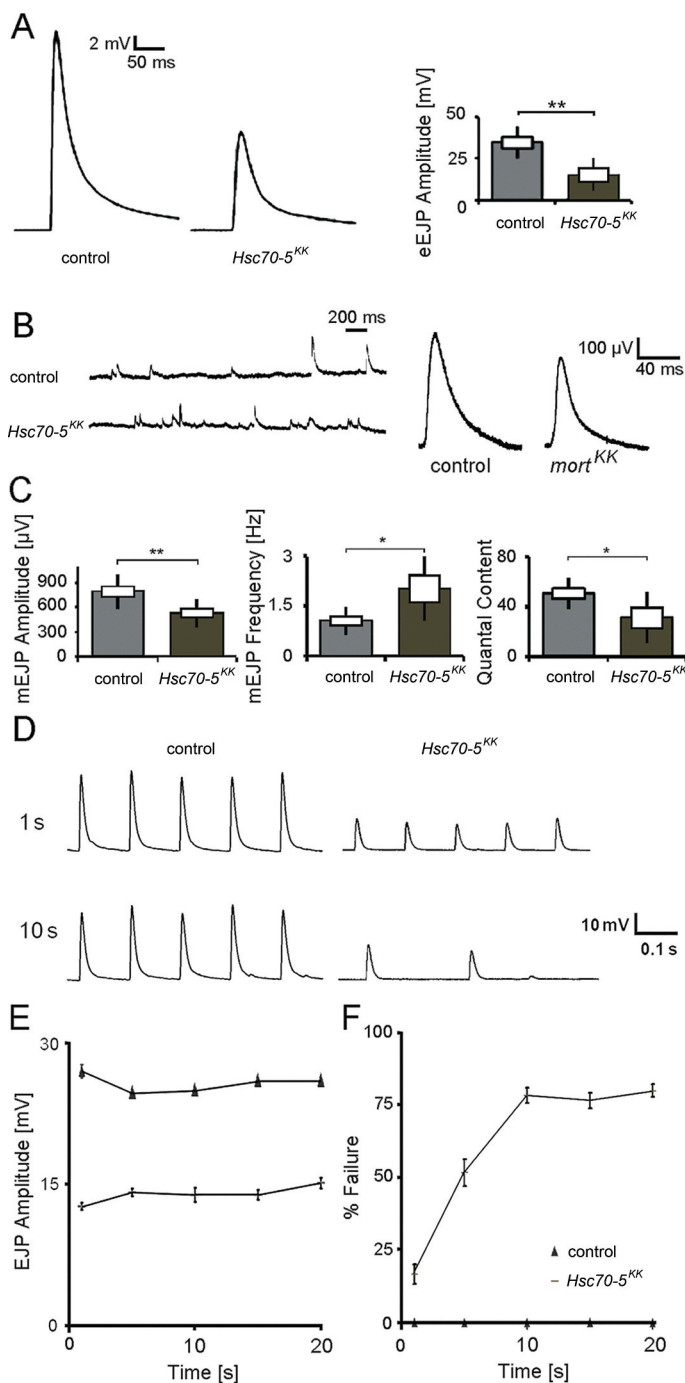 A
2 mV
50 ms
control
Hsc70-5KK
eEJP Amplitude [mV]
50
25
0
**
control
Hsc70-5KK
B
200 ms
control
Hsc70-5KK
100 µV
40 ms
control
mort KK
C
mEJP Amplitude [µV]
900
600
300
0
**
control
Hsc70-5KK
mEJP Frequency [Hz]
3
1.5
0
*
control
Hsc70-5KK
Quantal Content
80
40
0
*
control
Hsc70-5KK
D
control
Hsc70-5KK
1 s
10 s
10 mV
0.1 s
E
EJP Amplitude [mV]
30
15
0
0
10
20
Time [s]
F
% Failure
100
75
50
25
0
0
10
20
Time [s]
control
Hsc70-5KK